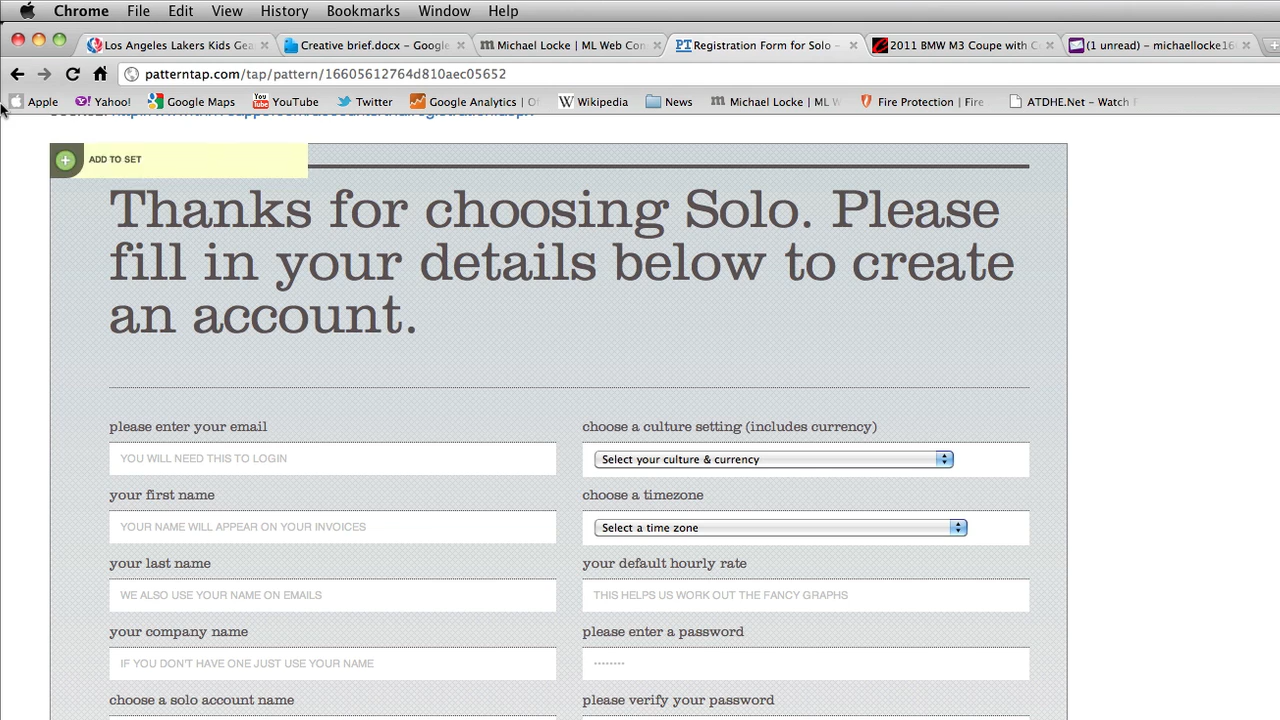 Chrome File Edit View History Bookmarks Window Help
Los Angeles Lakers Kids Gea
Creative brief.docx - Google
Michael Locke | ML Web Con
PT Registration Form for Solo –
2011 BMW M3 Coupe with C
(1 unread) – michaellocke16
patterntap.com/tap/pattern/16605612764d810aec05652
Apple Yahoo! Google Maps YouTube Twitter Google Analytics | Of Wikipedia News Michael Locke | ML W Fire Protection | Fire ATDHE.Net - Watch F
ADD TO SET
Thanks for choosing Solo. Please
fill in your details below to create
an account.
please enter your email
YOU WILL NEED THIS TO LOGIN
your first name
YOUR NAME WILL APPEAR ON YOUR INVOICES
your last name
WE ALSO USE YOUR NAME ON EMAILS
your company name
IF YOU DON'T HAVE ONE JUST USE YOUR NAME
choose a solo account name
choose a culture setting (includes currency)
Select your culture & currency
choose a timezone
Select a time zone
your default hourly rate
THIS HELPS US WORK OUT THE FANCY GRAPHS
please enter a password
••••••••
please verify your password